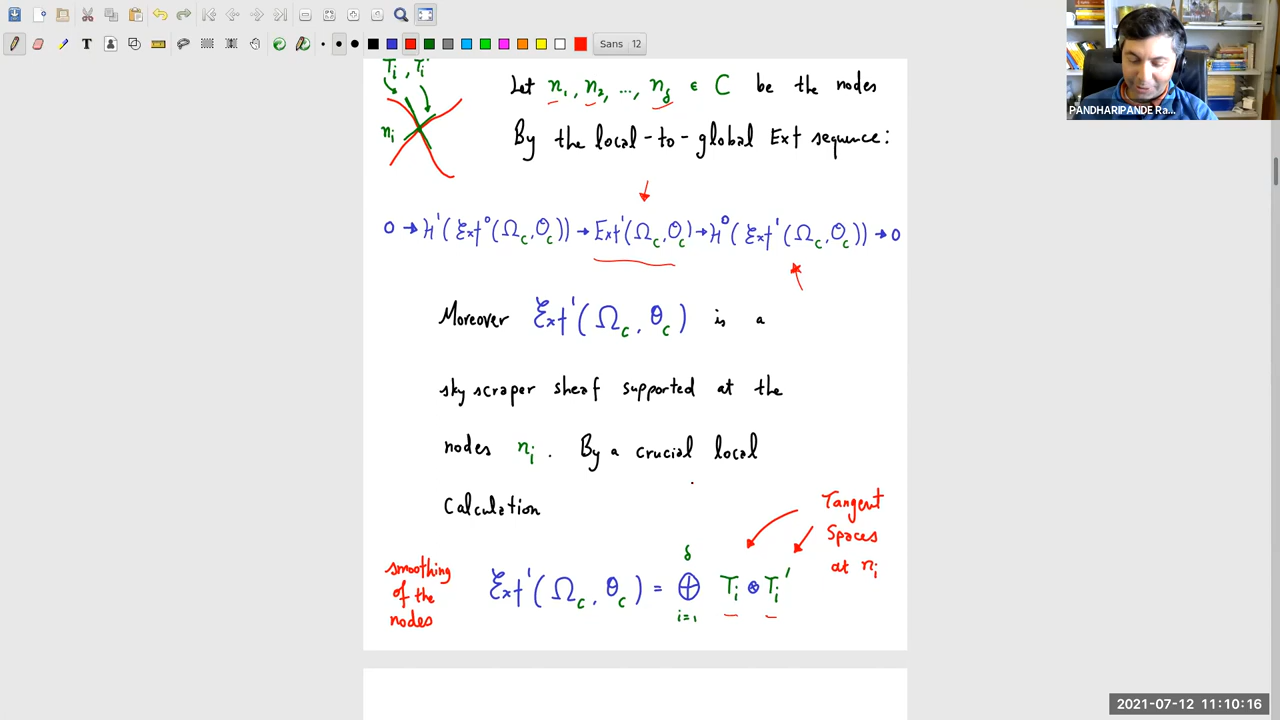 Sans 12
PANDHARIPANDE Ra...
T_i , T_i'
n_i
Let n_1, n_2, ..., n_δ ∈ C be the nodes
By the local-to-global Ext sequence:
0 → H^1(Ext^0(Ω_C, O_C)) → Ext^1(Ω_C, O_C) → H^0(Ext^1(Ω_C, O_C)) → 0
Moreover Ext^1(Ω_C, O_C) is a
skyscraper sheaf supported at the
nodes n_i. By a crucial local
Calculation
Tangent
Spaces
at n_i
smoothing
of the
nodes
Ext^1(Ω_C, O_C) = ⊕_{i=1}^{δ} T_i ⊗ T_i'
2021-07-12 11:10:16